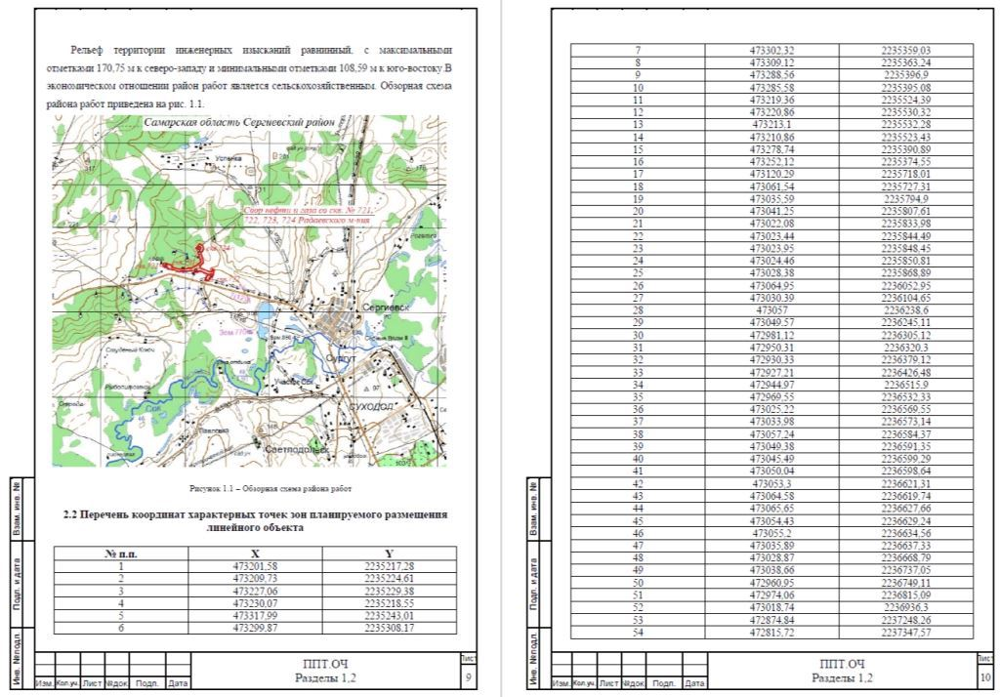 Рельеф территории инженерных изысканий равнинный, с максимальными
отметками 170,75 м к северо-западу и минимальными отметками 108,59 м к юго-востоку.В
экономическом отношении район работ является сельскохозяйственным. Обзорная схема
района работ приведена на рис. 1.1.
Самарская область Сергиевский район
Успенка
Сбор нефти и газа со скв. № 721,
722, 723, 724 Радаевского м-ния
Сергиевск
Сургут
Студеный Ключ
СУХОДОЛ
Павловка
Светлодольск
Рисунок 1.1 – Обзорная схема района работ
2.2 Перечень координат характерных точек зон планируемого размещения
линейного объекта
№ п.п. X Y
1 473201,58 2235217,28
2 473209,73 2235224,61
3 473227,06 2235229,38
4 473230,07 2235218,55
5 473317,99 2235243,01
6 473299,87 2235308,17
Взам. инв. №
Подп. и дата
Инв. №подл.
Изм. Кол.уч. Лист №док. Подп. Дата
ППТ.ОЧ
Разделы 1,2
Лист
9
7 473302,32 2235359,03
8 473309,12 2235363,24
9 473288,56 2235396,9
10 473285,58 2235395,08
11 473219,36 2235524,39
12 473220,86 2235530,32
13 473213,1 2235532,28
14 473210,86 2235523,43
15 473278,74 2235390,89
16 473252,12 2235374,55
17 473120,29 2235718,01
18 473061,54 2235727,31
19 473035,59 2235794,9
20 473041,25 2235807,61
21 473022,08 2235833,98
22 473023,44 2235844,49
23 473023,95 2235848,45
24 473024,46 2235850,81
25 473028,38 2235868,89
26 473064,95 2236052,95
27 473030,39 2236104,65
28 473057 2236238,6
29 473049,57 2236245,11
30 472981,12 2236305,12
31 472950,31 2236320,3
32 472930,33 2236379,12
33 472927,21 2236426,48
34 472944,97 2236515,9
35 472969,55 2236532,33
36 473025,22 2236569,55
37 473033,98 2236573,14
38 473057,24 2236584,37
39 473049,38 2236591,35
40 473045,49 2236599,29
41 473050,04 2236598,64
42 473053,3 2236621,31
43 473064,58 2236619,74
44 473065,65 2236627,66
45 473054,43 2236629,24
46 473055,2 2236634,56
47 473035,89 2236637,33
48 473028,87 2236668,79
49 473038,66 2236737,05
50 472960,95 2236749,11
51 472974,06 2236815,09
52 473018,74 2236936,3
53 472874,84 2237248,26
54 472815,72 2237347,57
Взам. инв. №
Подп. и дата
Инв. №подл.
Изм. Кол.уч. Лист №док. Подп. Дата
ППТ.ОЧ
Разделы 1,2
Лист
10